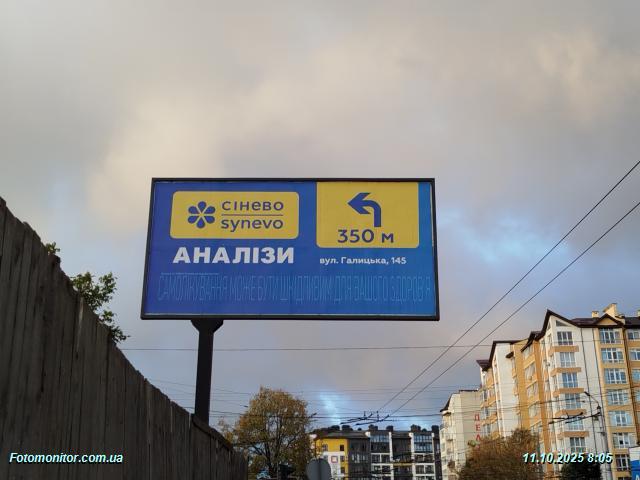 сінево
synevo
350 м
АНАЛІЗИ
вул. Галицька, 145
САМОЛІКУВАННЯ МОЖЕ БУТИ ШКІДЛИВИМ ДЛЯ ВАШОГО ЗДОРОВ'Я
Fotomonitor.com.ua
11.10.2025 8:05